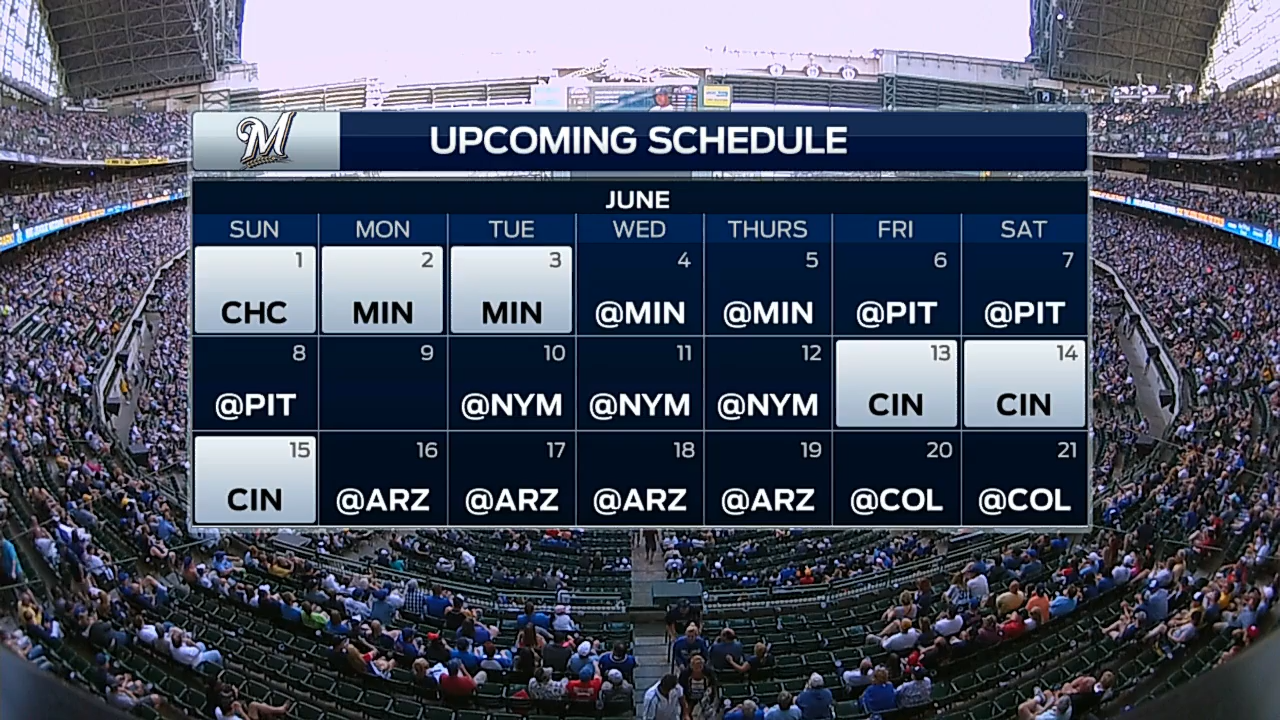 M
UPCOMING SCHEDULE
JUNE
SUN MON TUE WED THURS FRI SAT
1 2 3 4 5 6 7
CHC MIN MIN @MIN @MIN @PIT @PIT
8 9 10 11 12 13 14
@PIT @NYM @NYM @NYM CIN CIN
15 16 17 18 19 20 21
CIN @ARZ @ARZ @ARZ @ARZ @COL @COL